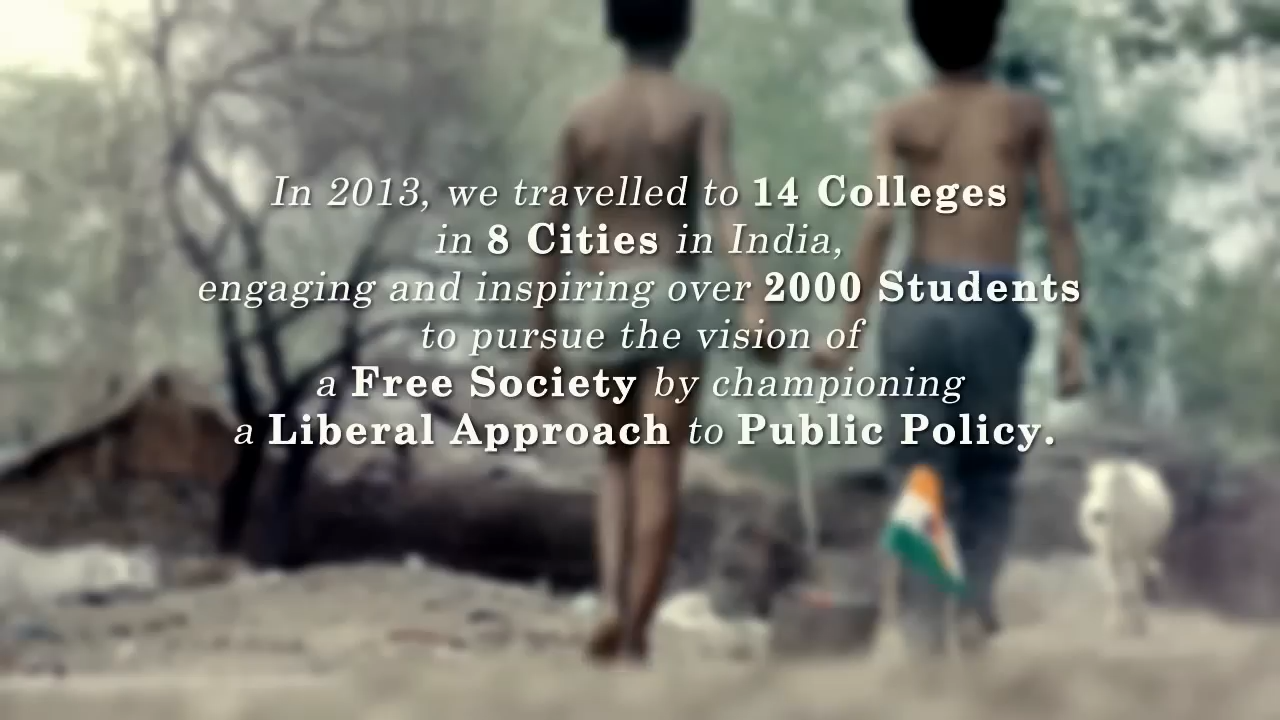 In 2013, we travelled to 14 Colleges
in 8 Cities in India,
engaging and inspiring over 2000 Students
to pursue the vision of
a Free Society by championing
a Liberal Approach to Public Policy.